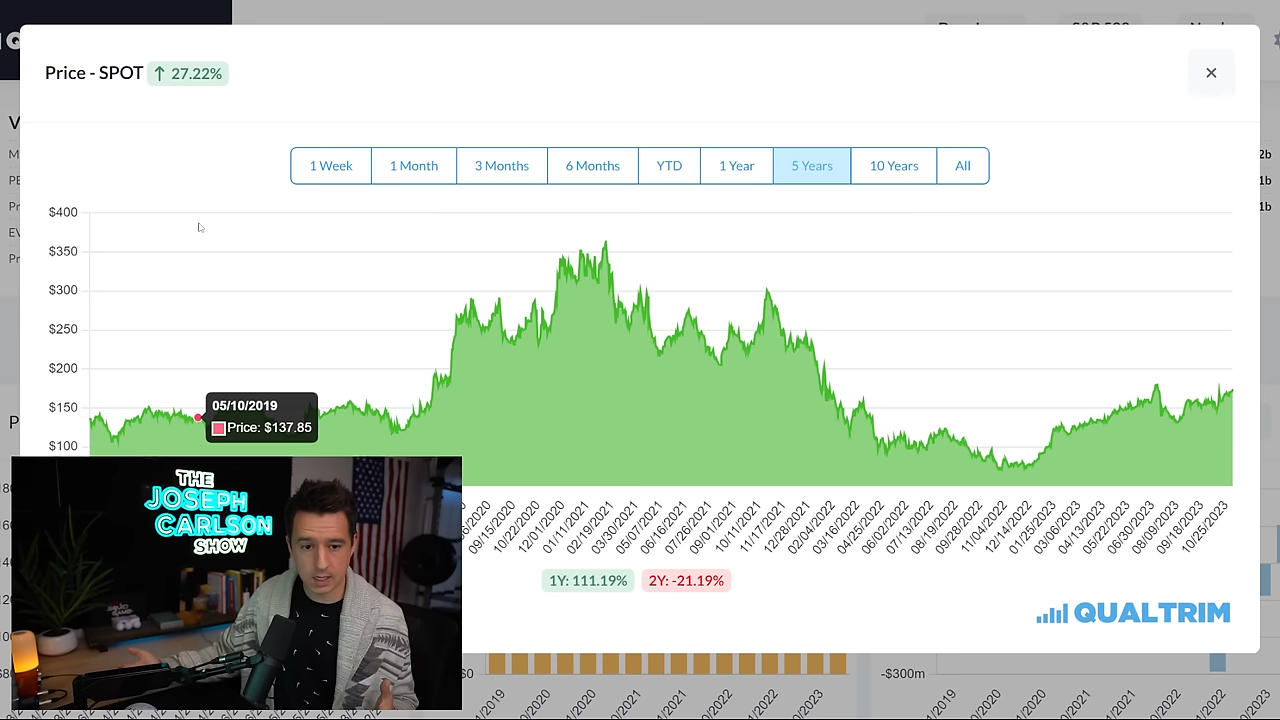 Price - SPOT ↑ 27.22%
×
1 Week 1 Month 3 Months 6 Months YTD 1 Year 5 Years 10 Years All
$400
$350
$300
$250
$200
$150
$100
05/10/2019
Price: $137.85
09/15/2020 10/22/2020 12/01/2020 01/11/2021 02/19/2021 03/30/2021 05/07/2021 06/16/2021 07/26/2021 09/01/2021 10/11/2021 11/17/2021 12/28/2021 02/04/2022 03/16/2022 04/25/2022 06/02/2022 07/13/2022 08/19/2022 09/28/2022 11/04/2022 12/14/2022 01/25/2023 03/06/2023 04/13/2023 05/22/2023 06/30/2023 08/09/2023 09/18/2023 10/25/2023
1Y: 111.19% 2Y: -21.19%
QUALTRIM
THE
JOSEPH
CARLSON
SHOW
-$300m